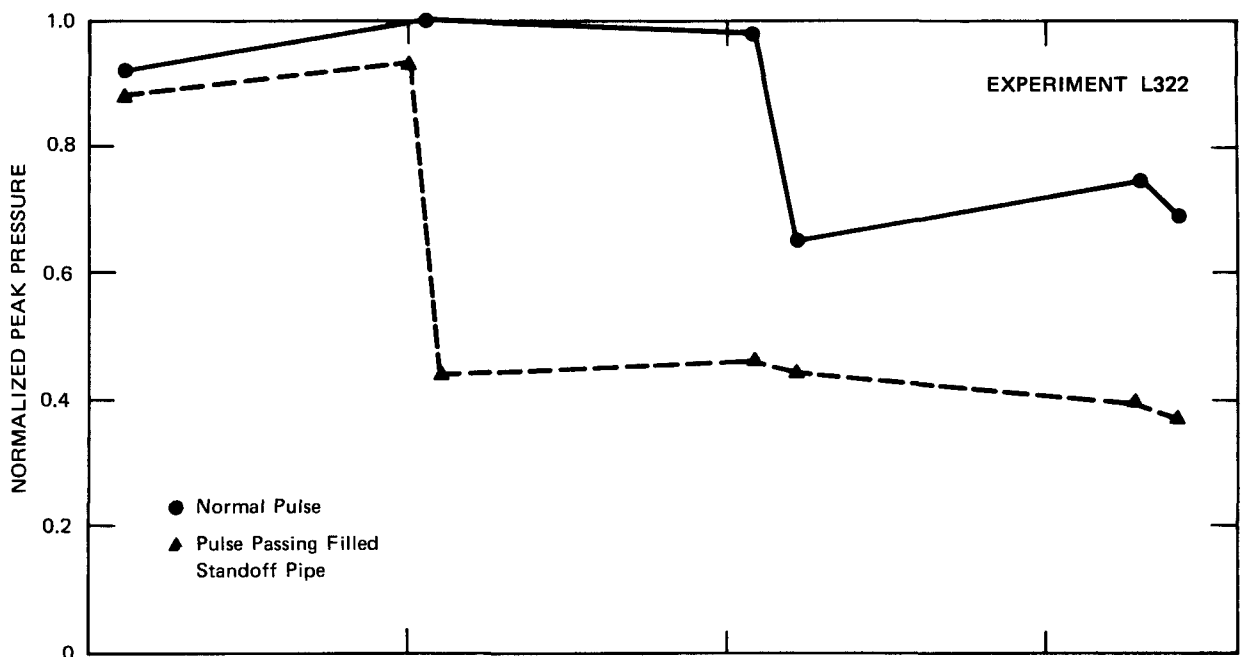 1.0
EXPERIMENT L322
0.8
NORMALIZED PEAK PRESSURE
0.6
0.4
Normal Pulse
0.2
Pulse Passing Filled
Standoff Pipe
0